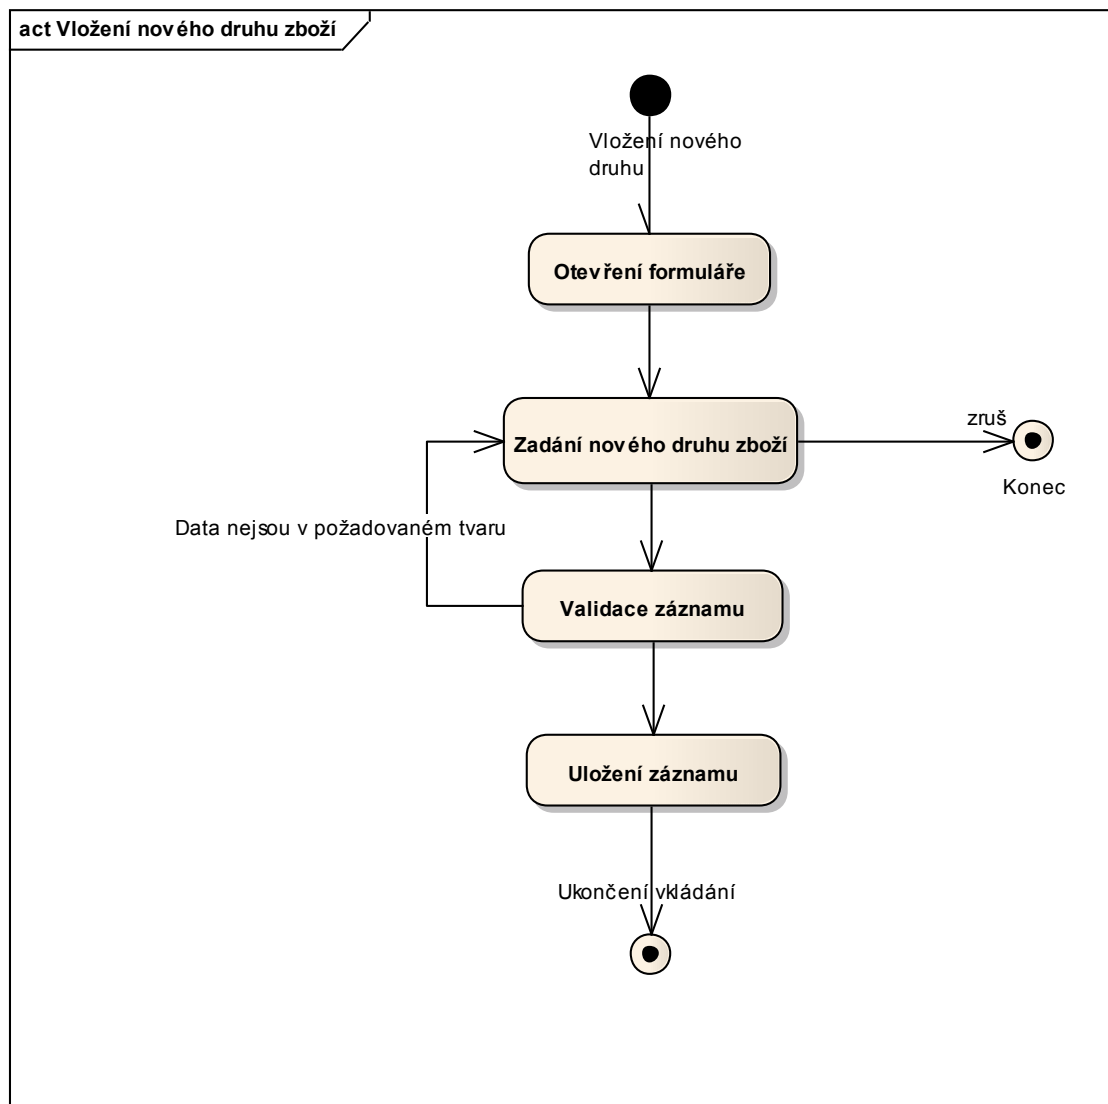 act Vložení nového druhu zboží
Vložení nového
druhu
Otevření formuláře
zruš
Zadání nového druhu zboží
Konec
Data nejsou v požadovaném tvaru
Validace záznamu
Uložení záznamu
Ukončení vkládání